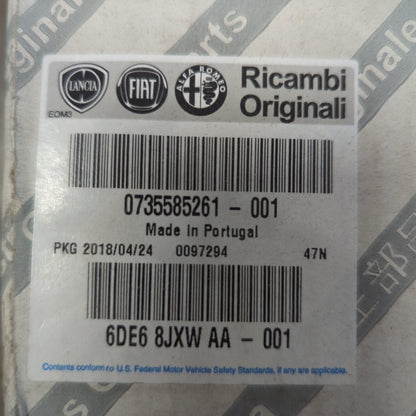 LANCIA
FIAT
ALFA ROMEO
Ricambi
Originali
EOM3
0735585261 - 001
Made in Portugal
PKG 2018/04/24 0097294 47N
6DE6 8JXW AA - 001
Contents conform to U.S. Federal Motor Vehicle Safety Standards, if any are applicable.